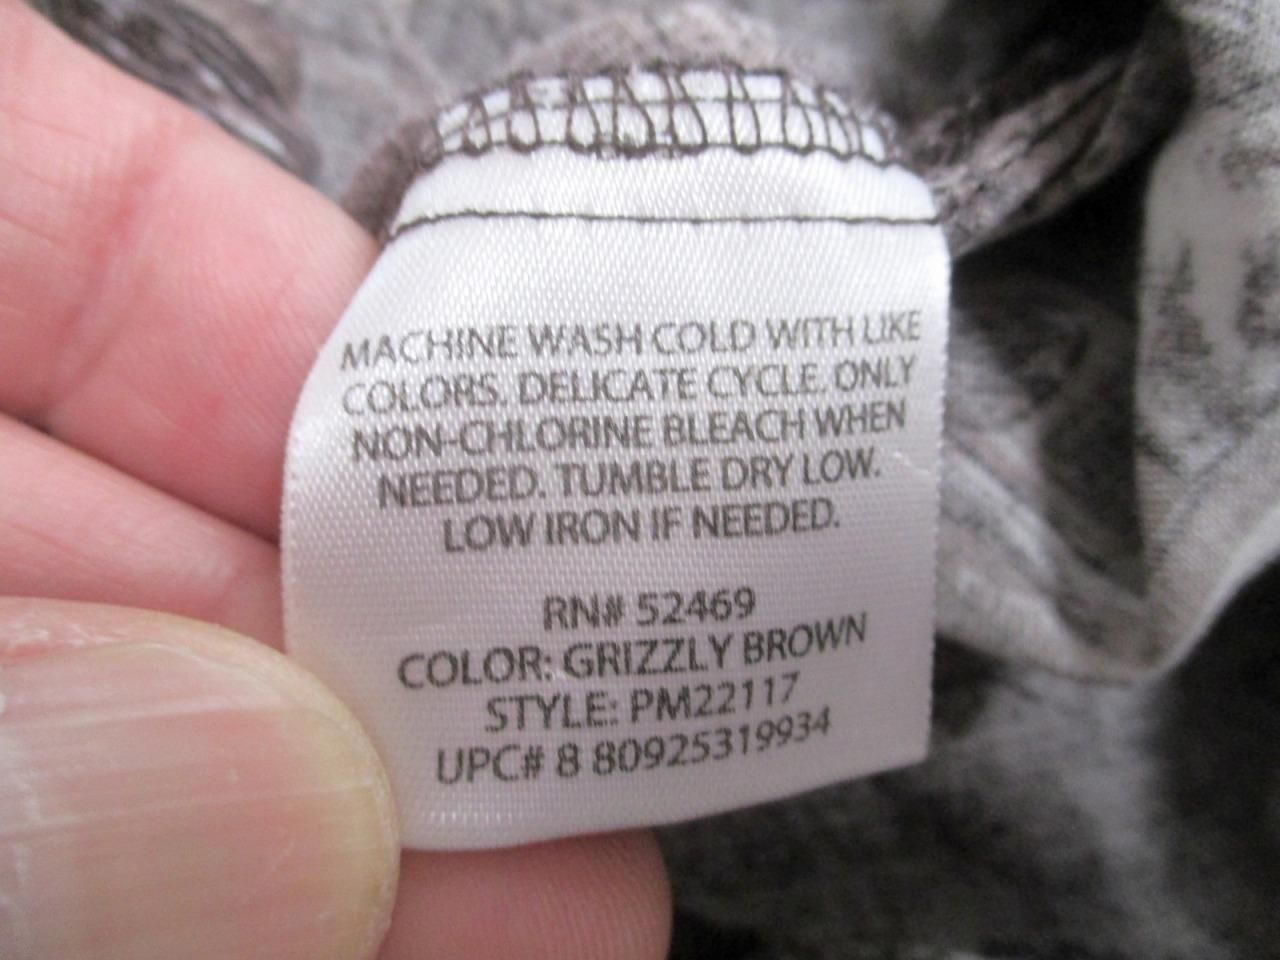 MACHINE WASH COLD WITH LIKE
COLORS. DELICATE CYCLE. ONLY
NON-CHLORINE BLEACH WHEN
NEEDED. TUMBLE DRY LOW.
LOW IRON IF NEEDED.
RN# 52469
COLOR: GRIZZLY BROWN
STYLE: PM22117
UPC# 8 80925319934